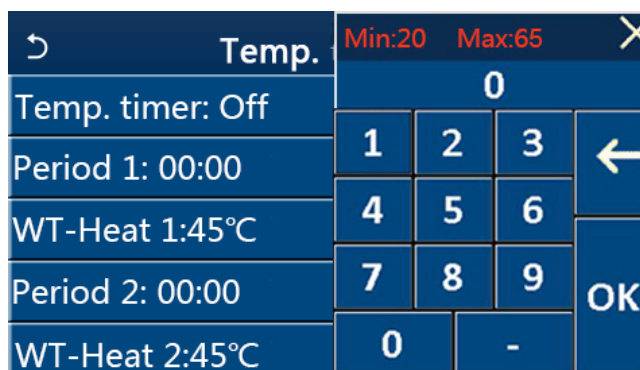 Temp.
Temp. timer: Off
Period 1: 00:00
WT-Heat 1:45℃
Period 2: 00:00
WT-Heat 2:45℃
Min:20 Max:65
0
1 2 3
4 5 6
7 8 9
0 -
OK